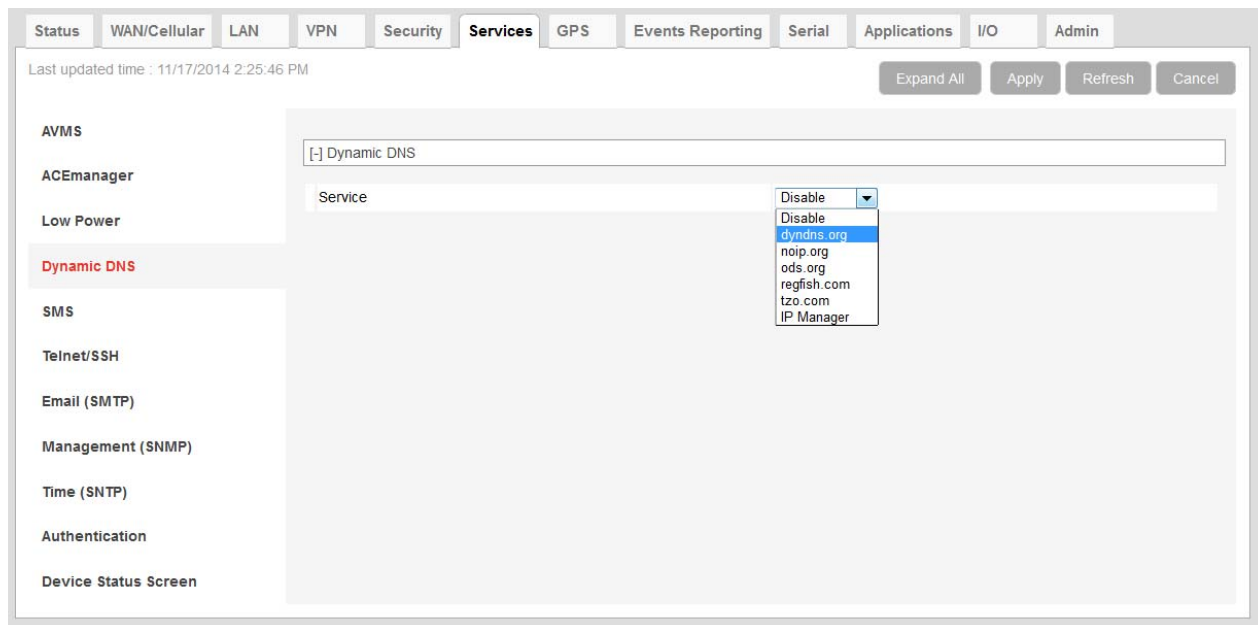 Status WAN/Cellular LAN VPN Security Services GPS Events Reporting Serial Applications I/O Admin
Last updated time : 11/17/2014 2:25:46 PM
Expand All Apply Refresh Cancel
AVMS
[-] Dynamic DNS
ACEmanager
Service Disable
Low Power
Disable
dyndns.org
noip.org
ods.org
regfish.com
tzo.com
IP Manager
Dynamic DNS
SMS
Telnet/SSH
Email (SMTP)
Management (SNMP)
Time (SNTP)
Authentication
Device Status Screen